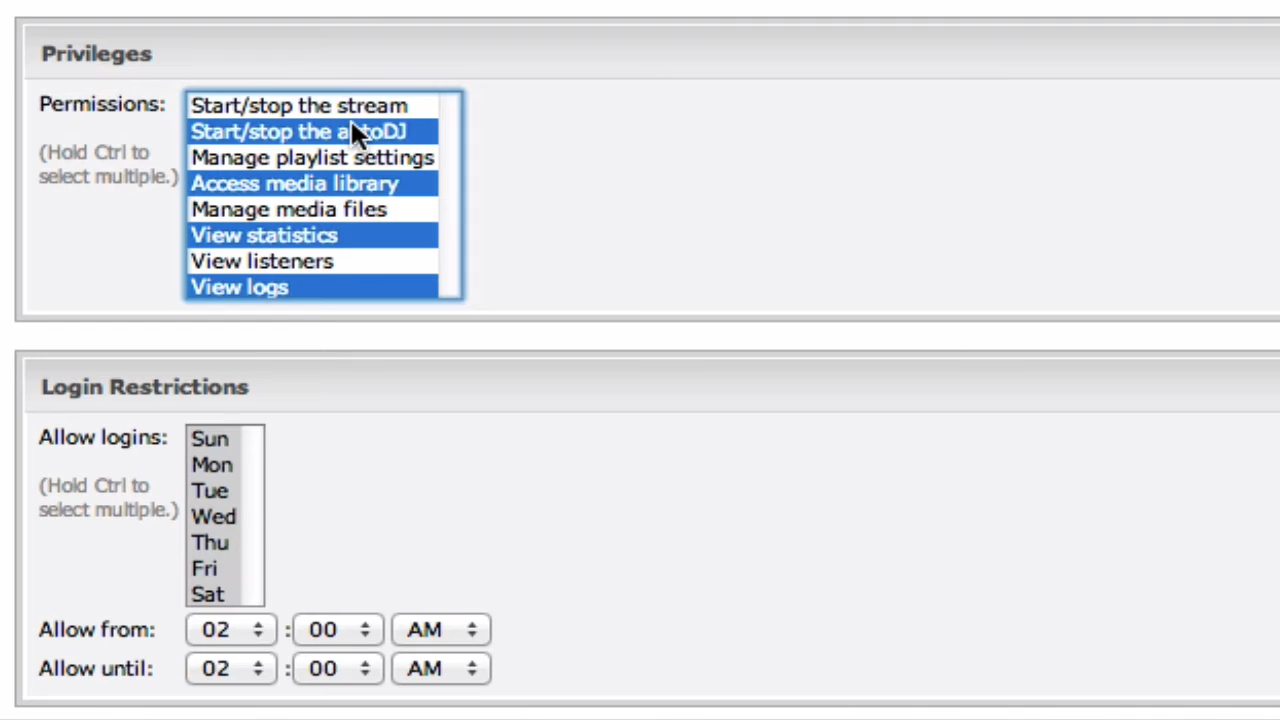 Privileges
Permissions:
(Hold Ctrl to
select multiple.)
Start/stop the stream
Start/stop the autoDJ
Manage playlist settings
Access media library
Manage media files
View statistics
View listeners
View logs
Login Restrictions
Allow logins:
(Hold Ctrl to
select multiple.)
Sun
Mon
Tue
Wed
Thu
Fri
Sat
Allow from: 02 : 00 AM
Allow until: 02 : 00 AM